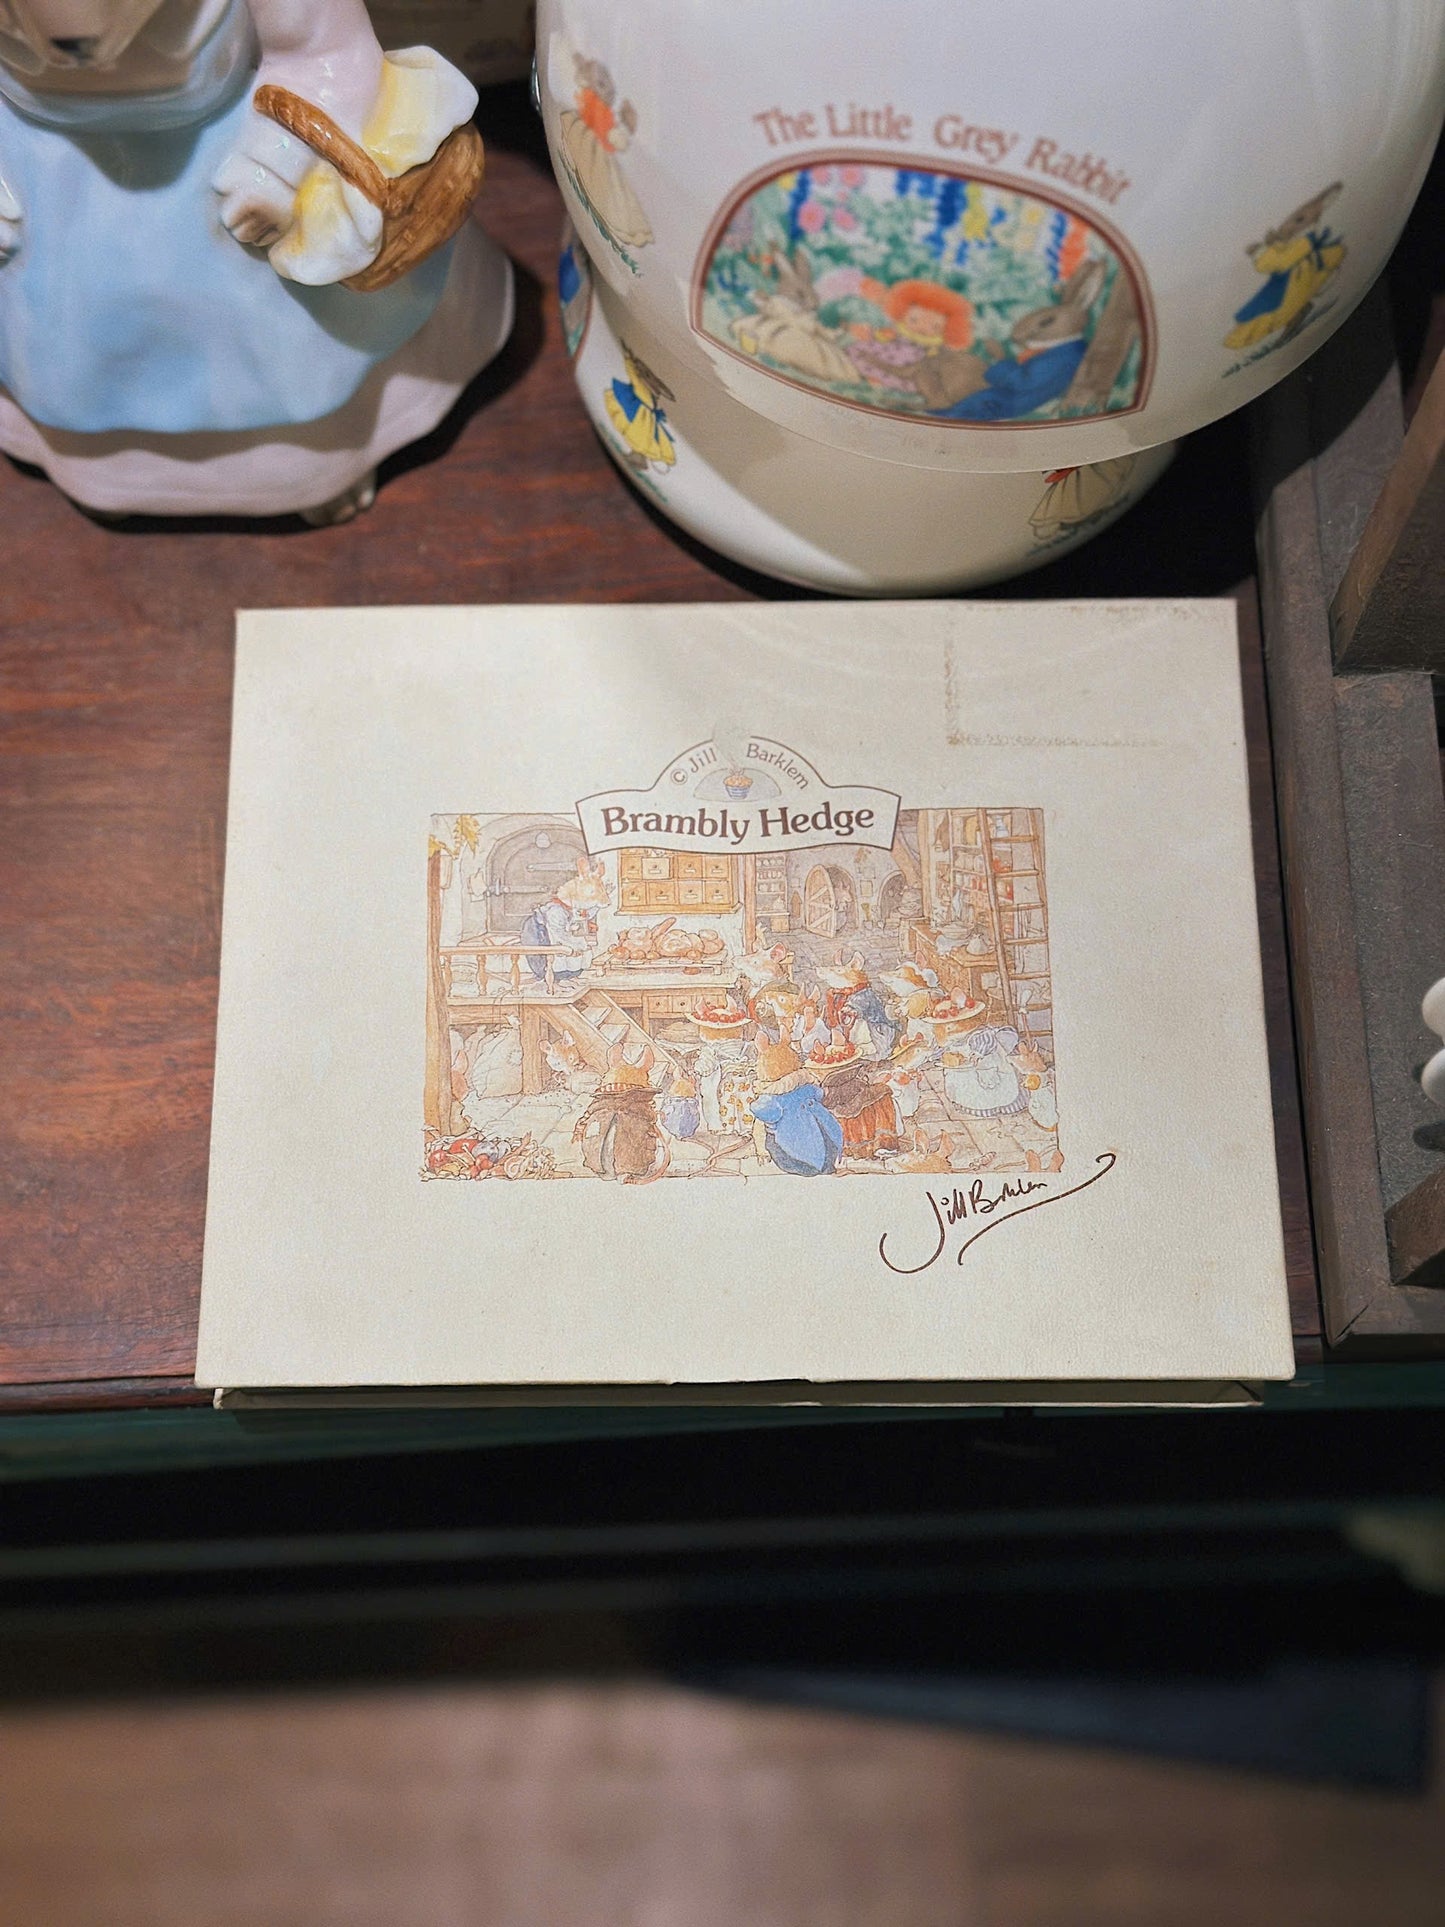 The Little Grey Rabbit
© Jill Barklem
Brambly Hedge
Jill Barklem